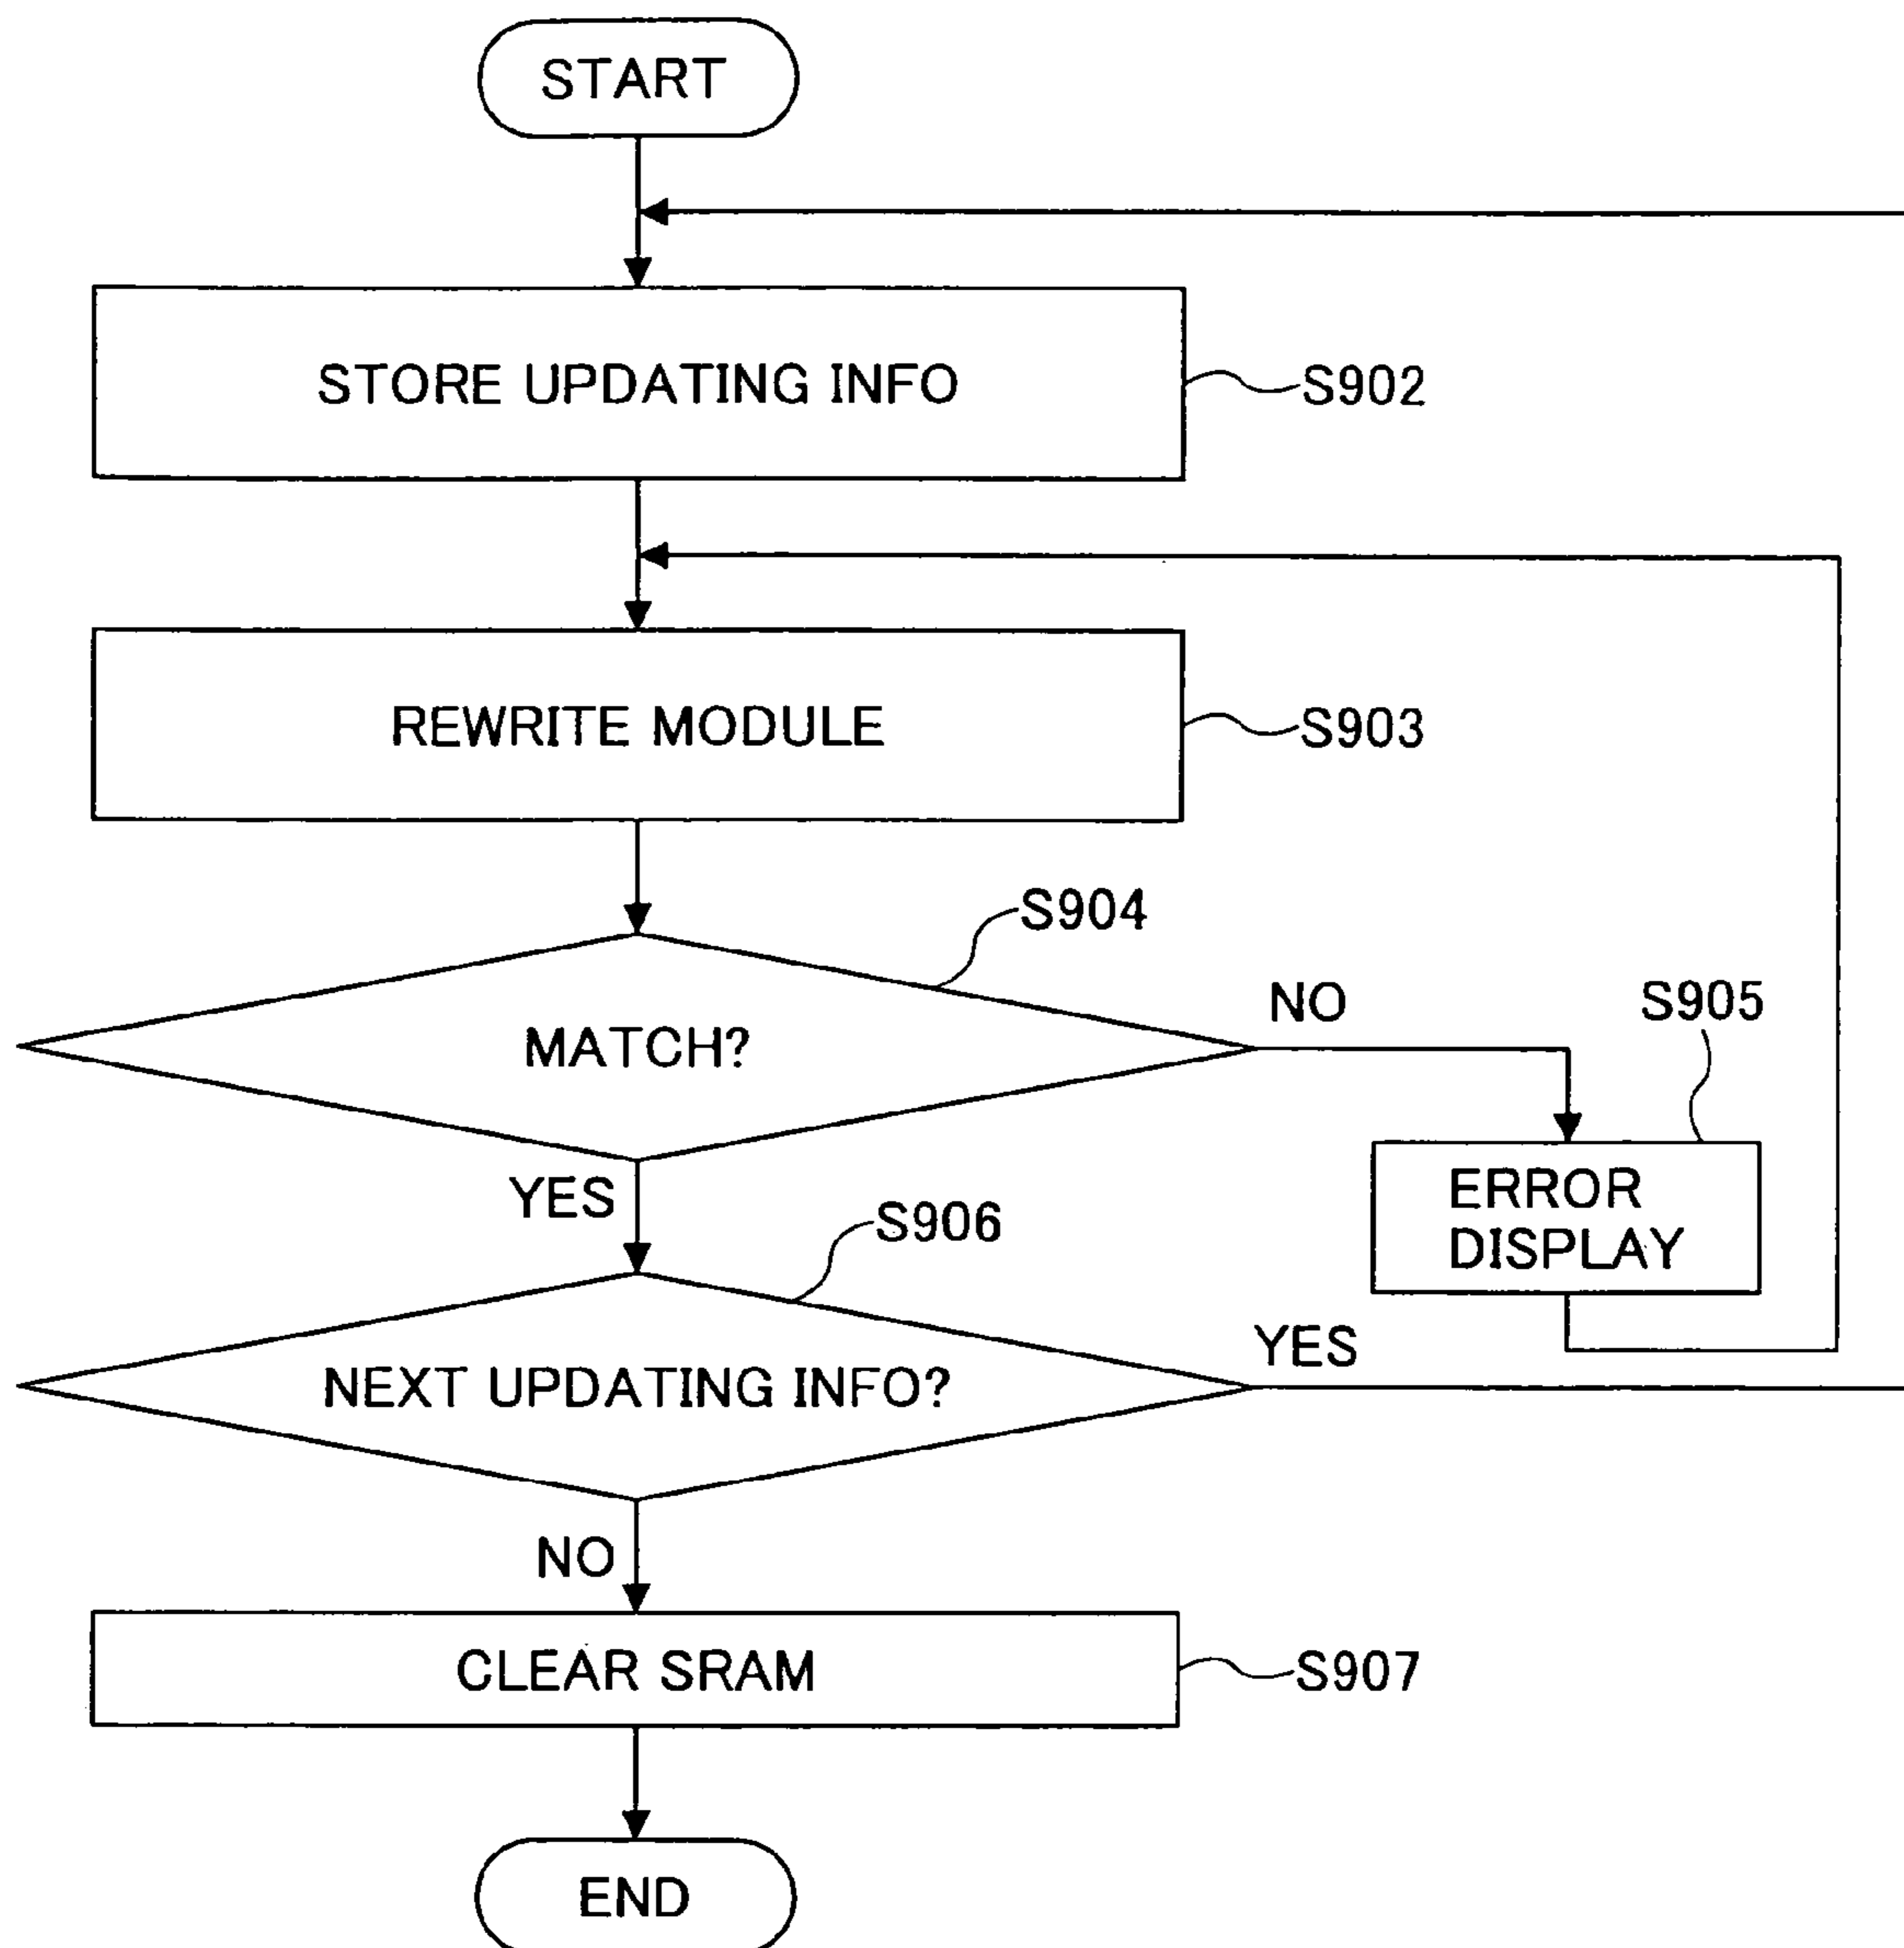 START
STORE UPDATING INFO
S902
REWRITE MODULE
S903
S904
MATCH?
NO
S905
ERROR
DISPLAY
YES
S906
NEXT UPDATING INFO?
YES
NO
CLEAR SRAM
S907
END